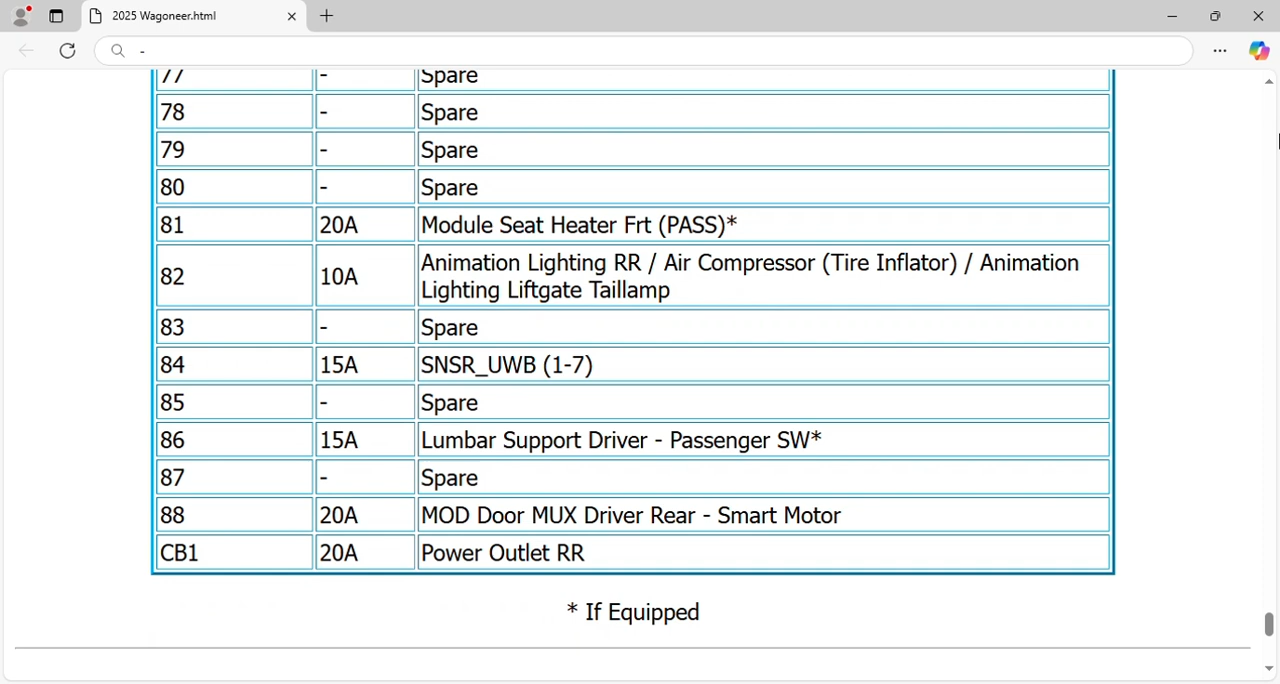 2025 Wagoneer.html
-
77 - Spare
78 - Spare
79 - Spare
80 - Spare
81 20A Module Seat Heater Frt (PASS)*
82 10A Animation Lighting RR / Air Compressor (Tire Inflator) / Animation
Lighting Liftgate Taillamp
83 - Spare
84 15A SNSR_UWB (1-7)
85 - Spare
86 15A Lumbar Support Driver - Passenger SW*
87 - Spare
88 20A MOD Door MUX Driver Rear - Smart Motor
CB1 20A Power Outlet RR
* If Equipped